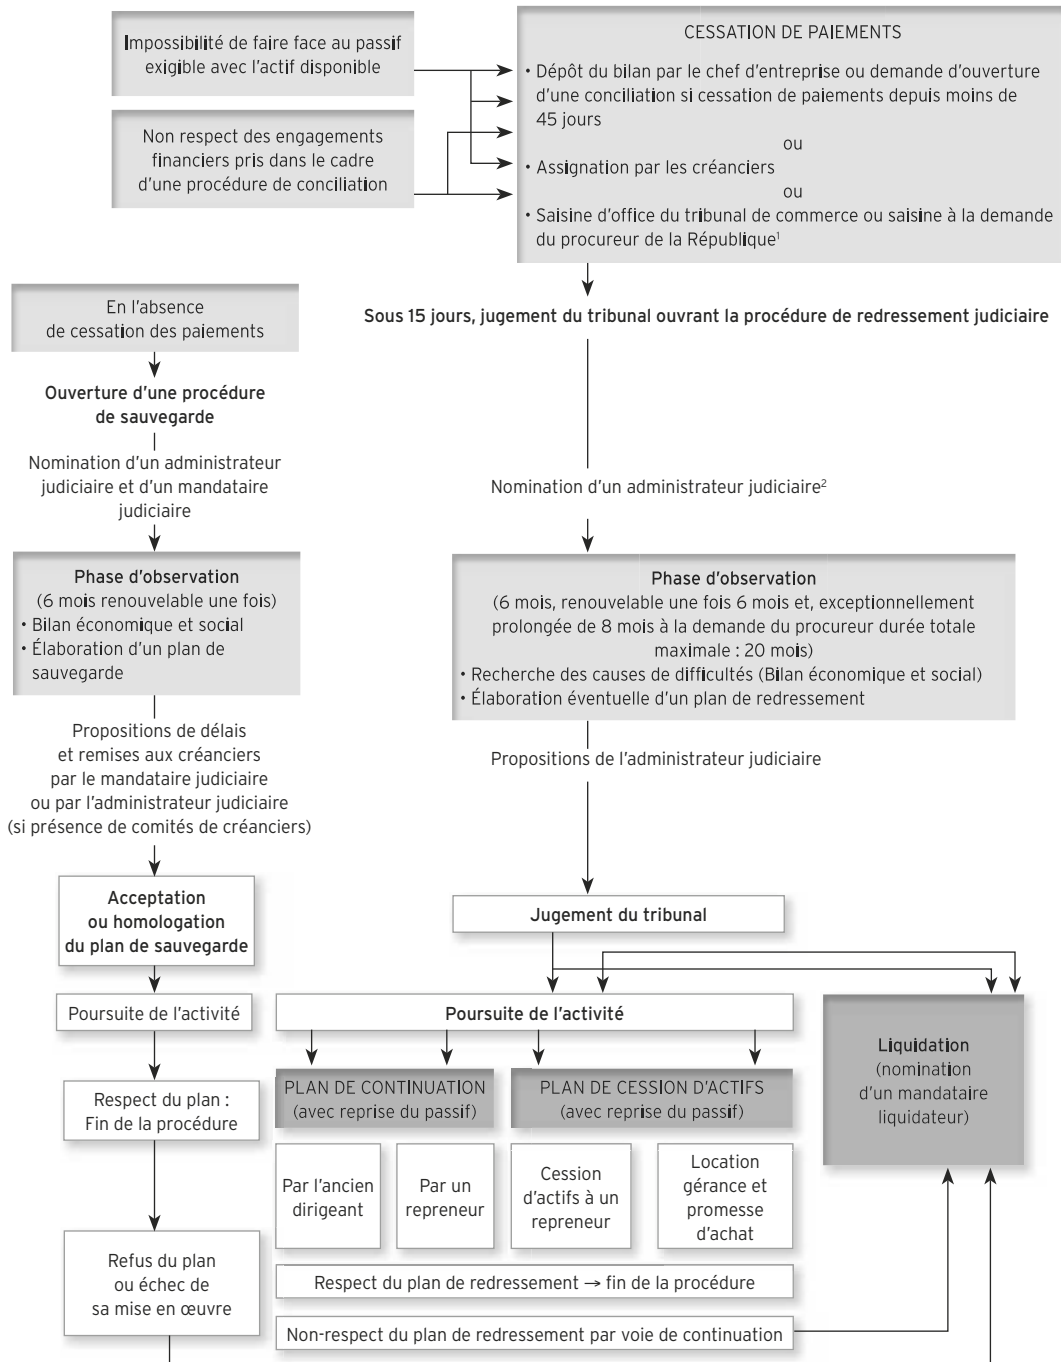 Impossibilité de faire face au passif
exigible avec l'actif disponible
Non respect des engagements
financiers pris dans le cadre
d'une procédure de conciliation
CESSATION DE PAIEMENTS
• Dépôt du bilan par le chef d'entreprise ou demande d'ouverture
d'une conciliation si cessation de paiements depuis moins de
45 jours
ou
• Assignation par les créanciers
ou
• Saisine d'office du tribunal de commerce ou saisine à la demande
du procureur de la République¹
En l'absence
de cessation des paiements
Ouverture d'une procédure
de sauvegarde
Nomination d'un administrateur
judiciaire et d'un mandataire
judiciaire
Phase d'observation
(6 mois renouvelable une fois)
• Bilan économique et social
• Élaboration d'un plan de
sauvegarde
Propositions de délais
et remises aux créanciers
par le mandataire judiciaire
ou par l'administrateur judiciaire
(si présence de comités de créanciers)
Acceptation
ou homologation
du plan de sauvegarde
Poursuite de l'activité
Respect du plan :
Fin de la procédure
Refus du plan
ou échec de
sa mise en œuvre
Sous 15 jours, jugement du tribunal ouvrant la procédure de redressement judiciaire
Nomination d'un administrateur judiciaire²
Phase d'observation
(6 mois, renouvelable une fois 6 mois et, exceptionnellement
prolongée de 8 mois à la demande du procureur durée totale
maximale : 20 mois)
• Recherche des causes de difficultés (Bilan économique et social)
• Élaboration éventuelle d'un plan de redressement
Propositions de l'administrateur judiciaire
Jugement du tribunal
Poursuite de l'activité
PLAN DE CONTINUATION
(avec reprise du passif)
PLAN DE CESSION D'ACTIFS
(avec reprise du passif)
Par l'ancien
dirigeant
Par un
repreneur
Cession
d'actifs à un
repreneur
Location
gérance et
promesse
d'achat
Respect du plan de redressement → fin de la procédure
Non-respect du plan de redressement par voie de continuation
Liquidation
(nomination
d'un mandataire
liquidateur)